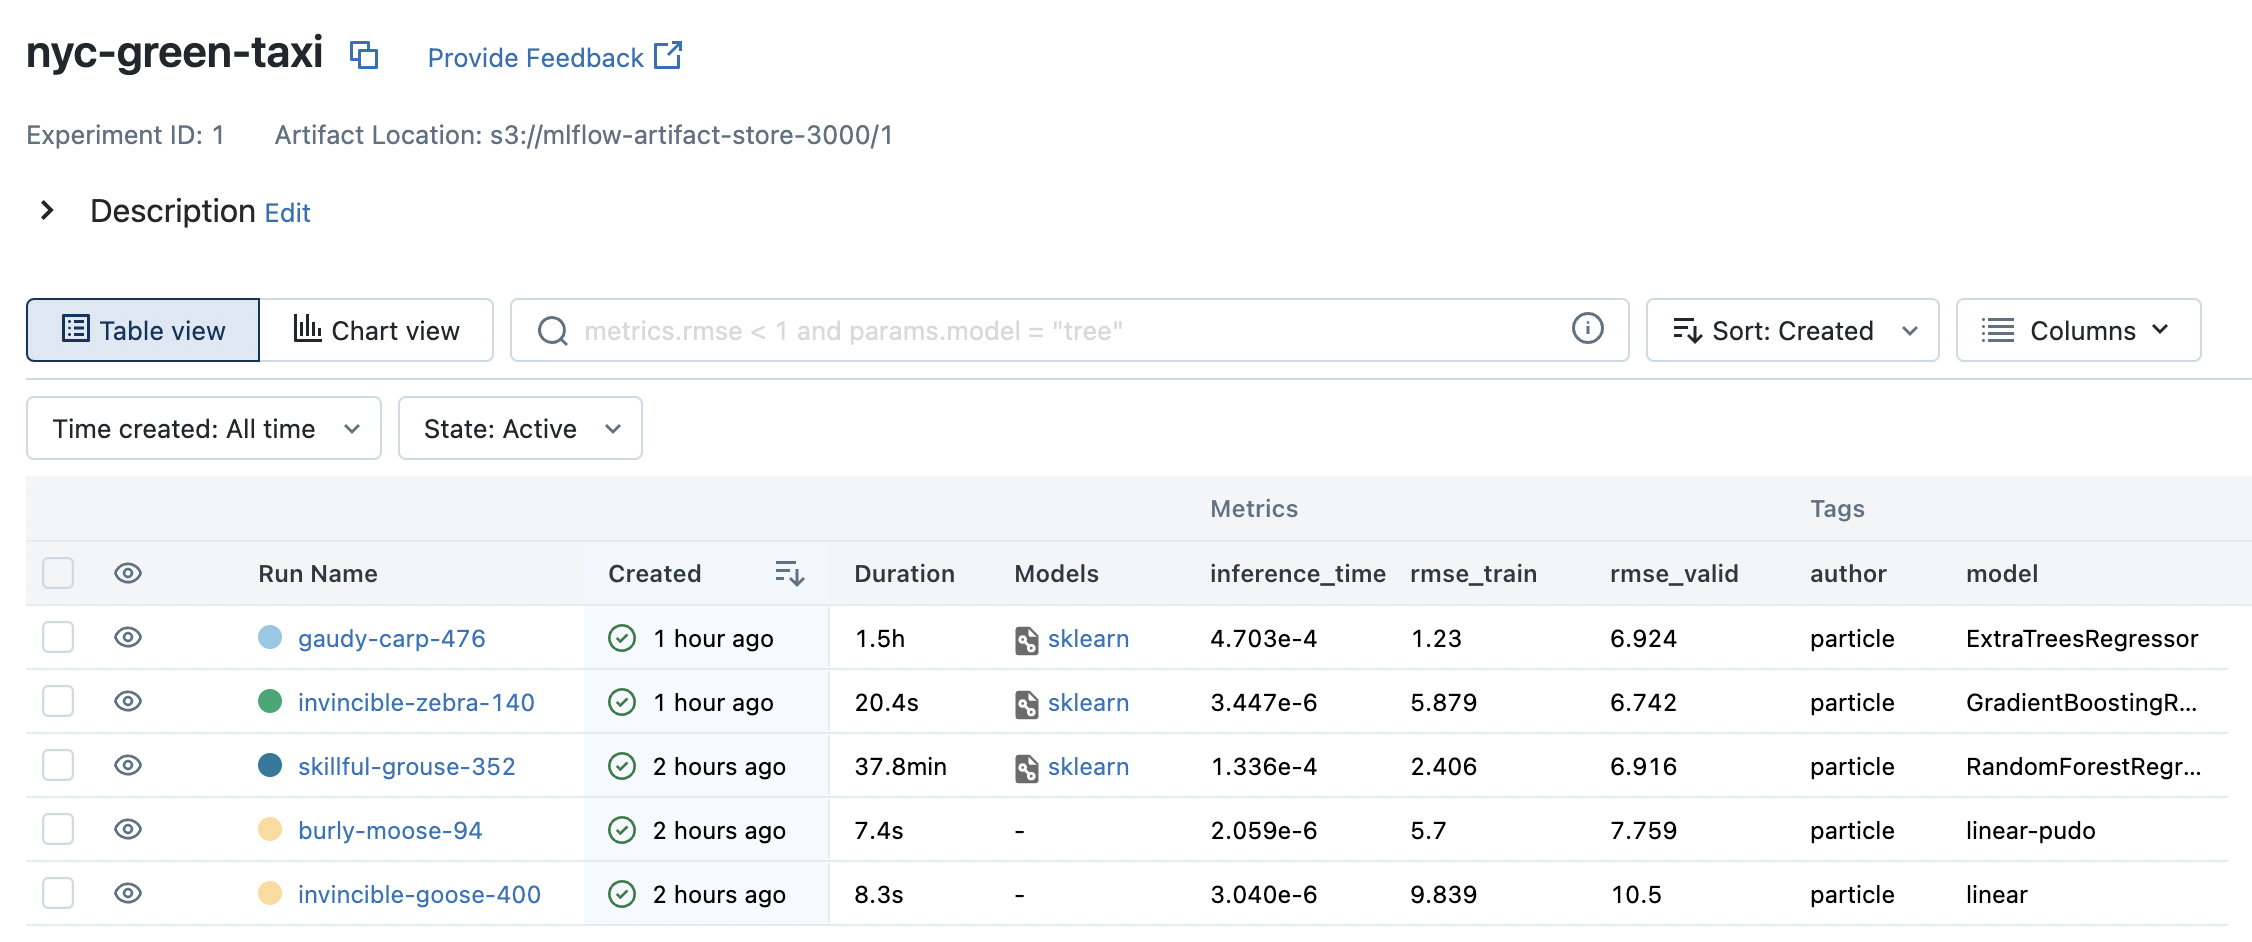 nyc-green-taxi Provide Feedback
Experiment ID: 1 Artifact Location: s3://mlflow-artifact-store-3000/1
Description Edit
Table view Chart view metrics.rmse < 1 and params.model = "tree" Sort: Created Columns
Time created: All time State: Active
Metrics Tags
Run Name Created Duration Models inference_time rmse_train rmse_valid author model
gaudy-carp-476 1 hour ago 1.5h sklearn 4.703e-4 1.23 6.924 particle ExtraTreesRegressor
invincible-zebra-140 1 hour ago 20.4s sklearn 3.447e-6 5.879 6.742 particle GradientBoostingR...
skillful-grouse-352 2 hours ago 37.8min sklearn 1.336e-4 2.406 6.916 particle RandomForestRegr...
burly-moose-94 2 hours ago 7.4s - 2.059e-6 5.7 7.759 particle linear-pudo
invincible-goose-400 2 hours ago 8.3s - 3.040e-6 9.839 10.5 particle linear